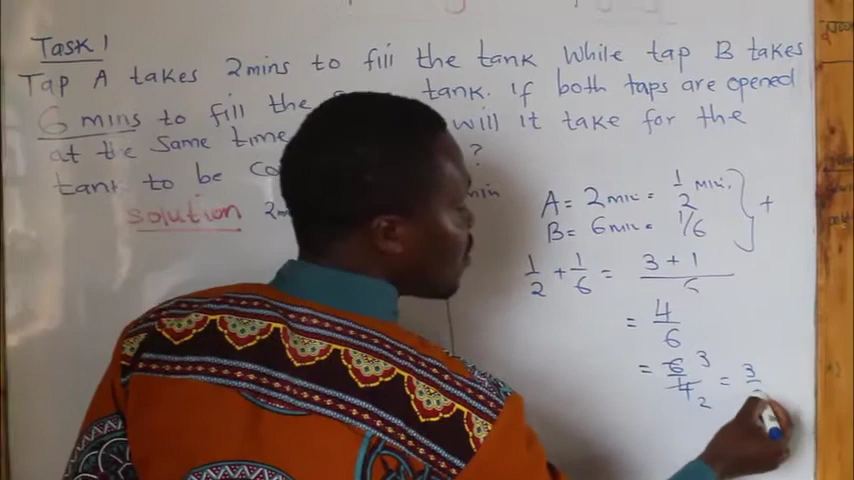 Task 1
Tap A takes 2mins to fill the tank while tap B takes
6 mins to fill the tank. If both taps are opened
at the same time will it take for the
tank to be ?
solution
A = 2min = 1/2 min.
B = 6min = 1/6
+
1/2 + 1/6 = 3 + 1 / 6
= 4/6
= 6/4 3 2 = 3